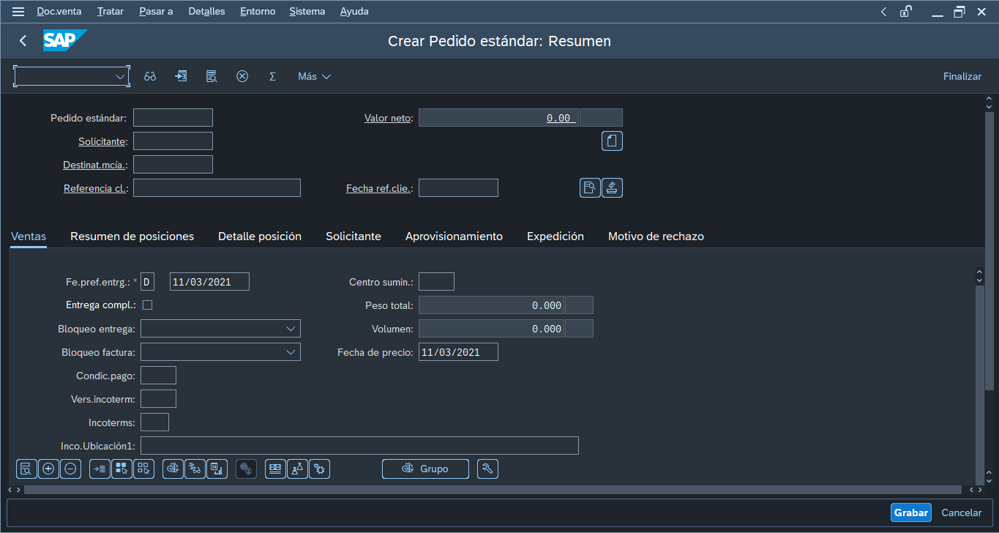 Doc.venta Tratar Pasar a Detalles Entorno Sistema Ayuda
SAP Crear Pedido estándar: Resumen
Más Finalizar
Pedido estándar: Valor neto: 0.00
Solicitante:
Destinat.mcía.:
Referencia cl.: Fecha ref.clie.:
Ventas Resumen de posiciones Detalle posición Solicitante Aprovisionamiento Expedición Motivo de rechazo
Fe.pref.entrg.: * D 11/03/2021 Centro sumin.:
Entrega compl.: Peso total: 0.000
Bloqueo entrega: Volumen: 0.000
Bloqueo factura: Fecha de precio: 11/03/2021
Condic.pago:
Vers.incoterm:
Incoterms:
Inco.Ubicación1:
Grupo
Grabar Cancelar